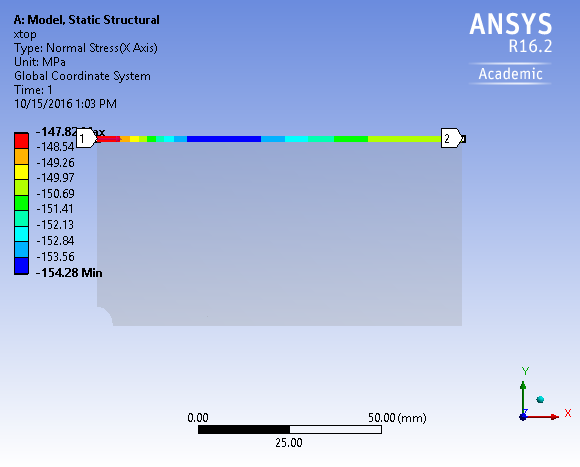 A: Model, Static Structural
xtop
Type: Normal Stress(X Axis)
Unit: MPa
Global Coordinate System
Time: 1
10/15/2016 1:03 PM
ANSYS
R16.2
Academic
-147.82 Max
-148.54
-149.26
-149.97
-150.69
-151.41
-152.13
-152.84
-153.56
-154.28 Min
1
2
0.00
50.00 (mm)
25.00
Y
Z
X